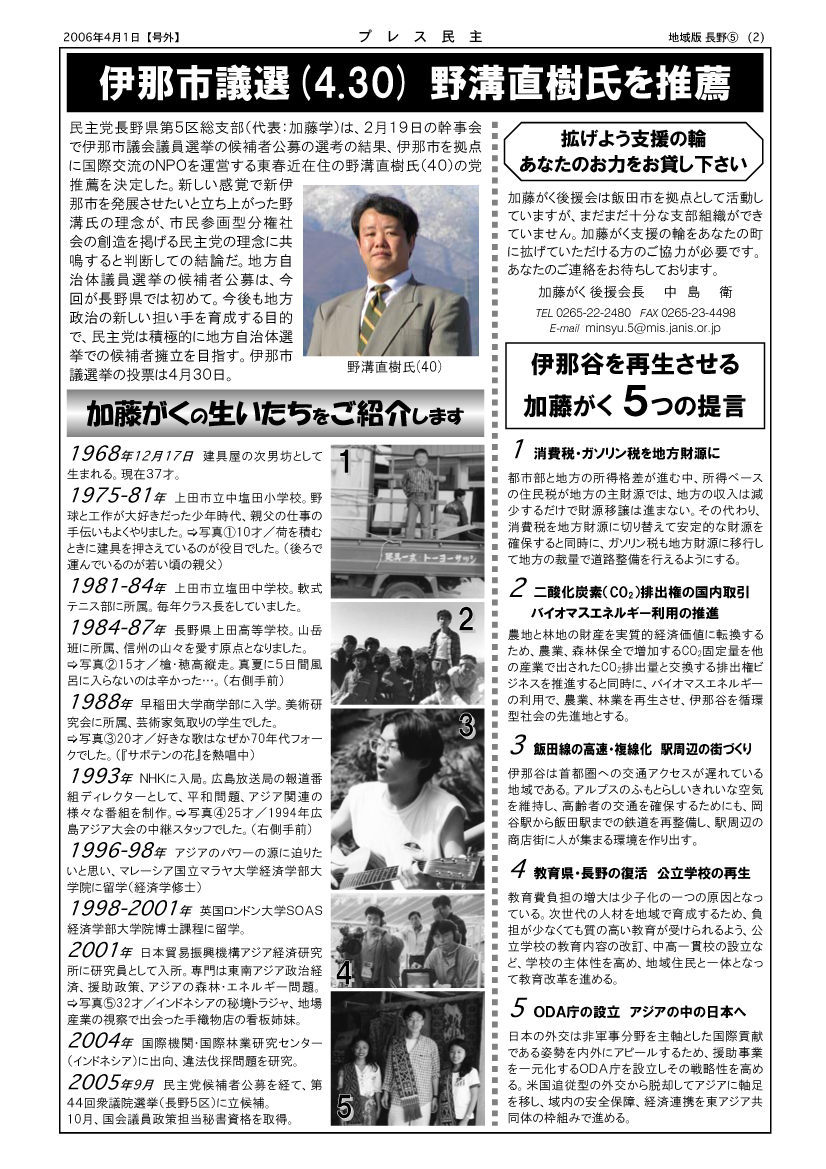 2006年4月1日【号外】
プレス民主
地域版 長野⑤ (2)
伊那市議選(4.30) 野溝直樹氏を推薦
民主党長野県第5区総支部(代表:加藤学)は、2月19日の幹事会
で伊那市議会議員選挙の候補者公募の選考の結果、伊那市を拠点
に国際交流のNPOを運営する東春近在住の野溝直樹氏(40)の党
推薦を決定した。新しい感覚で新伊
那市を発展させたいと立ち上がった野
溝氏の理念が、市民参画型分権社
会の創造を掲げる民主党の理念に共
鳴すると判断しての結論だ。地方自
治体議員選挙の候補者公募は、今
回が長野県では初めて。今後も地方
政治の新しい担い手を育成する目的
で、民主党は積極的に地方自治体選
挙での候補者擁立を目指す。伊那市
議選挙の投票は4月30日。
野溝直樹氏(40)
加藤がくの生いたちをご紹介します
1968年12月17日 建具屋の次男坊として
生まれる。現在37才。
1975-81年 上田市立中塩田小学校。野
球と工作が大好きだった少年時代、親父の仕事の
手伝いもよくやりました。⇨写真①10才/荷を積む
ときに建具を押さえているのが役目でした。(後ろで
運んでいるのが若い頃の親父)
1981-84年 上田市立塩田中学校。軟式
テニス部に所属。毎年クラス長をしていました。
1984-87年 長野県上田高等学校。山岳
班に所属、信州の山々を愛す原点となりました。
⇨写真②15才/槍・穂高縦走。真夏に5日間風
呂に入らないのは辛かった…。(右側手前)
1988年 早稲田大学商学部に入学。美術研
究会に所属、芸術家気取りの学生でした。
⇨写真③20才/好きな歌はなぜか70年代フォー
クでした。(『サボテンの花』を熱唱中)
1993年 NHKに入局。広島放送局の報道番
組ディレクターとして、平和問題、アジア関連の
様々な番組を制作。⇨写真④25才/1994年広
島アジア大会の中継スタッフでした。(右側手前)
1996-98年 アジアのパワーの源に迫りた
いと思い、マレーシア国立マラヤ大学経済学部大
学院に留学(経済学修士)
1998-2001年 英国ロンドン大学SOAS
経済学部大学院博士課程に留学。
2001年 日本貿易振興機構アジア経済研究
所に研究員として入所。専門は東南アジア政治経
済、援助政策、アジアの森林・エネルギー問題。
⇨写真⑤32才/インドネシアの秘境トラジャ、地場
産業の視察で出会った手織物店の看板姉妹。
2004年 国際機関・国際林業研究センター
(インドネシア)に出向、違法伐採問題を研究。
2005年9月 民主党候補者公募を経て、第
44回衆議院選挙(長野5区)に立候補。
10月、国会議員政策担当秘書資格を取得。
1
建具一式 トーヨーサッシ
2
3
4
5
拡げよう支援の輪
あなたのお力をお貸し下さい
加藤がく後援会は飯田市を拠点として活動し
ていますが、まだまだ十分な支部組織ができ
ていません。加藤がく支援の輪をあなたの町
に拡げていただける方のご協力が必要です。
あなたのご連絡をお待ちしております。
加藤がく後援会長 中島 衛
TEL 0265-22-2480 FAX 0265-23-4498
E-mail minsyu.5@mis.janis.or.jp
伊那谷を再生させる
加藤がく 5つの提言
1 消費税・ガソリン税を地方財源に
都市部と地方の所得格差が進む中、所得ベース
の住民税が地方の主財源では、地方の収入は減
少するだけで財源移譲は進まない。その代わり、
消費税を地方財源に切り替えて安定的な財源を
確保すると同時に、ガソリン税も地方財源に移行し
て地方の裁量で道路整備を行えるようにする。
2 二酸化炭素(CO₂)排出権の国内取引
バイオマスエネルギー利用の推進
農地と林地の財産を実質的経済価値に転換する
ため、農業、森林保全で増加するCO₂固定量を他
の産業で出されたCO₂排出量と交換する排出権ビ
ジネスを推進すると同時に、バイオマスエネルギー
の利用で、農業、林業を再生させ、伊那谷を循環
型社会の先進地とする。
3 飯田線の高速・複線化 駅周辺の街づくり
伊那谷は首都圏への交通アクセスが遅れている
地域である。アルプスのふもとらしいきれいな空気
を維持し、高齢者の交通を確保するためにも、岡
谷駅から飯田駅までの鉄道を再整備し、駅周辺の
商店街に人が集まる環境を作り出す。
4 教育県・長野の復活 公立学校の再生
教育費負担の増大は少子化の一つの原因となっ
ている。次世代の人材を地域で育成するため、負
担が少なくても質の高い教育が受けられるよう、公
立学校の教育内容の改訂、中高一貫校の設立な
ど、学校の主体性を高め、地域住民と一体となっ
て教育改革を進める。
5 ODA庁の設立 アジアの中の日本へ
日本の外交は非軍事分野を主軸とした国際貢献
である姿勢を内外にアピールするため、援助事業
を一元化するODA庁を設立しその戦略性を高め
る。米国追従型の外交から脱却してアジアに軸足
を移し、域内の安全保障、経済連携を東アジア共
同体の枠組みで進める。